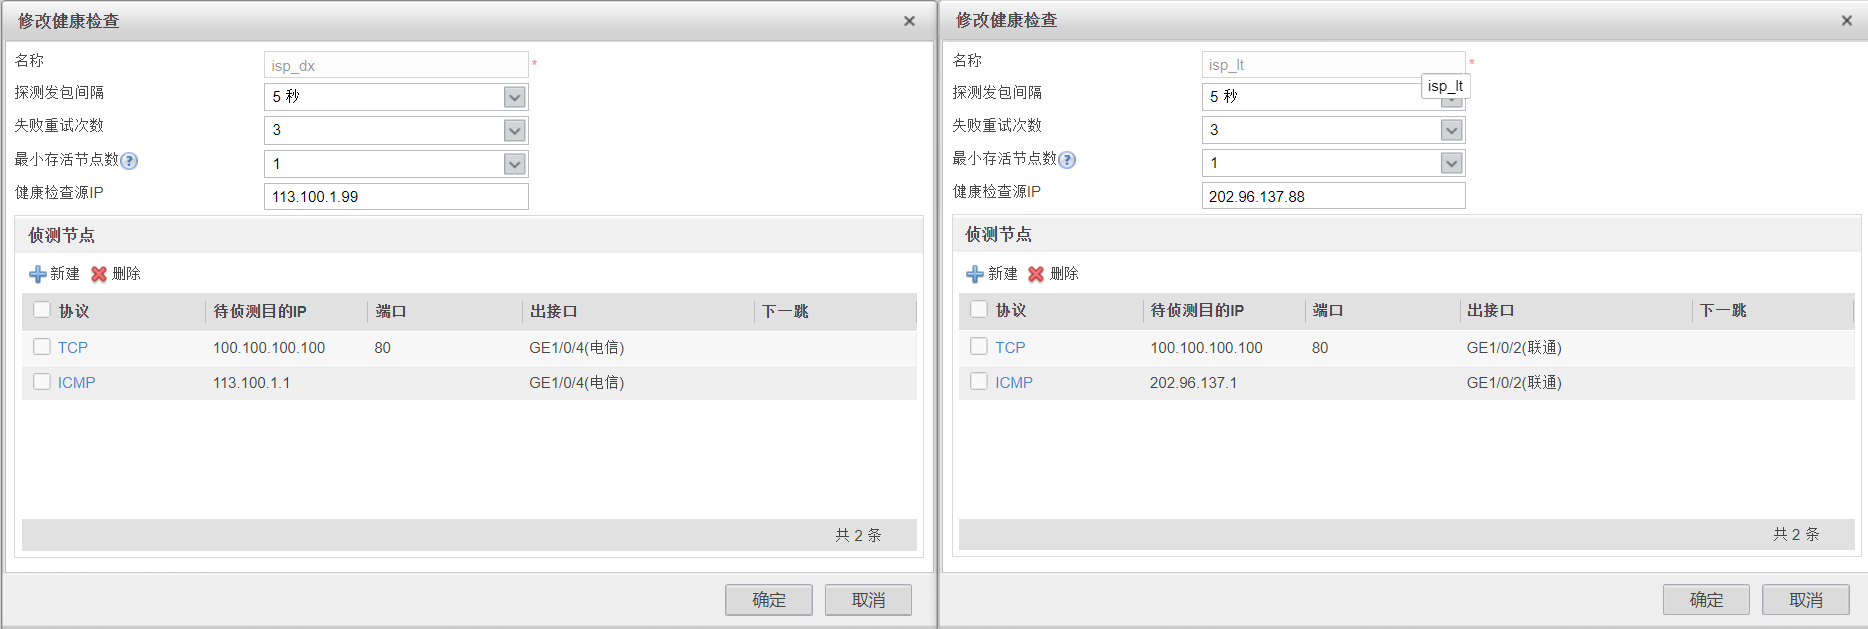 修改健康检查
名称 isp_dx *
探测发包间隔 5 秒
失败重试次数 3
最小存活节点数 ? 1
健康检查源IP 113.100.1.99
侦测节点
新建 删除
协议 待侦测目的IP 端口 出接口 下一跳
TCP 100.100.100.100 80 GE1/0/4(电信)
ICMP 113.100.1.1 GE1/0/4(电信)
共 2 条
确定 取消
修改健康检查
名称 isp_lt *
isp_lt
探测发包间隔 5 秒
失败重试次数 3
最小存活节点数 ? 1
健康检查源IP 202.96.137.88
侦测节点
新建 删除
协议 待侦测目的IP 端口 出接口 下一跳
TCP 100.100.100.100 80 GE1/0/2(联通)
ICMP 202.96.137.1 GE1/0/2(联通)
共 2 条
确定 取消